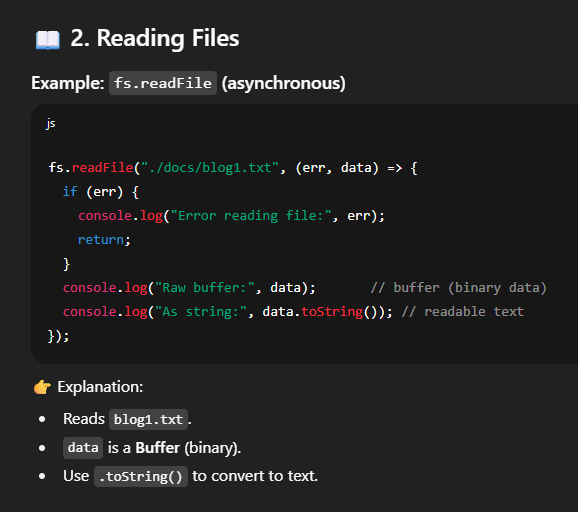 📖 2. Reading Files
Example: fs.readFile (asynchronous)
js
fs.readFile("./docs/blog1.txt", (err, data) => {
  if (err) {
    console.log("Error reading file:", err);
    return;
  }
  console.log("Raw buffer:", data);       // buffer (binary data)
  console.log("As string:", data.toString()); // readable text
});
👉 Explanation:
• Reads blog1.txt.
• data is a Buffer (binary).
• Use .toString() to convert to text.